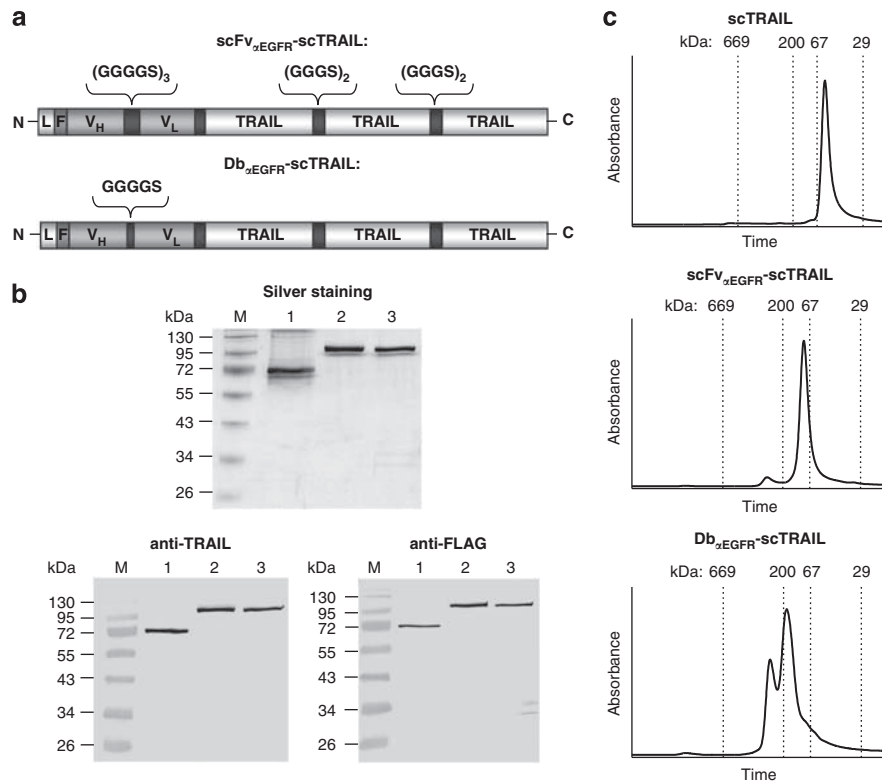 a
scFvαEGFR-scTRAIL:
(GGGGS)3 (GGGS)2 (GGGS)2
N L F VH VL TRAIL TRAIL TRAIL C
DbαEGFR-scTRAIL:
GGGGS
N L F VH VL TRAIL TRAIL TRAIL C
b
Silver staining
kDa M 1 2 3
130
95
72
55
43
34
26
anti-TRAIL
kDa M 1 2 3
130
95
72
55
43
34
26
anti-FLAG
kDa M 1 2 3
130
95
72
55
43
34
26
c
scTRAIL
kDa: 669 200 67 29
Absorbance
Time
scFvαEGFR-scTRAIL
kDa: 669 200 67 29
Absorbance
Time
DbαEGFR-scTRAIL
kDa: 669 200 67 29
Absorbance
Time